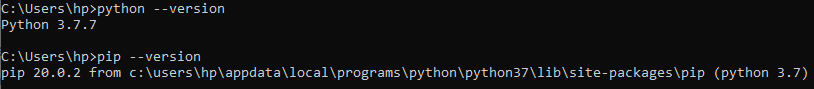 C:\Users\hp>python --version
Python 3.7.7
C:\Users\hp>pip --version
pip 20.0.2 from c:\users\hp\appdata\local\programs\python\python37\lib\site-packages\pip (python 3.7)